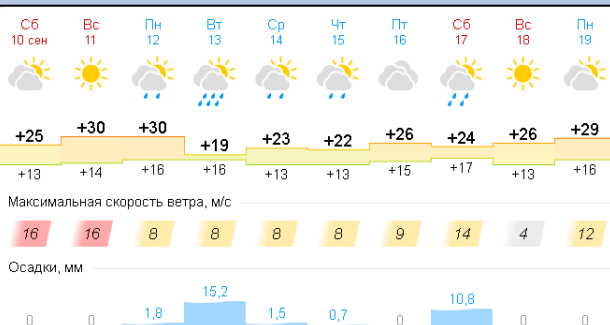 Сб Вс Пн Вт Ср Чт Пт Сб Вс Пн
10 сен 11 12 13 14 15 16 17 18 19
+25 +30 +30 +19 +23 +22 +26 +24 +26 +29
+13 +14 +16 +16 +13 +13 +15 +17 +13 +16
Максимальная скорость ветра, м/с
16 16 8 8 8 8 9 14 4 12
Осадки, мм
0 0 1,8 15,2 1,5 0,7 0 10,8 0 0